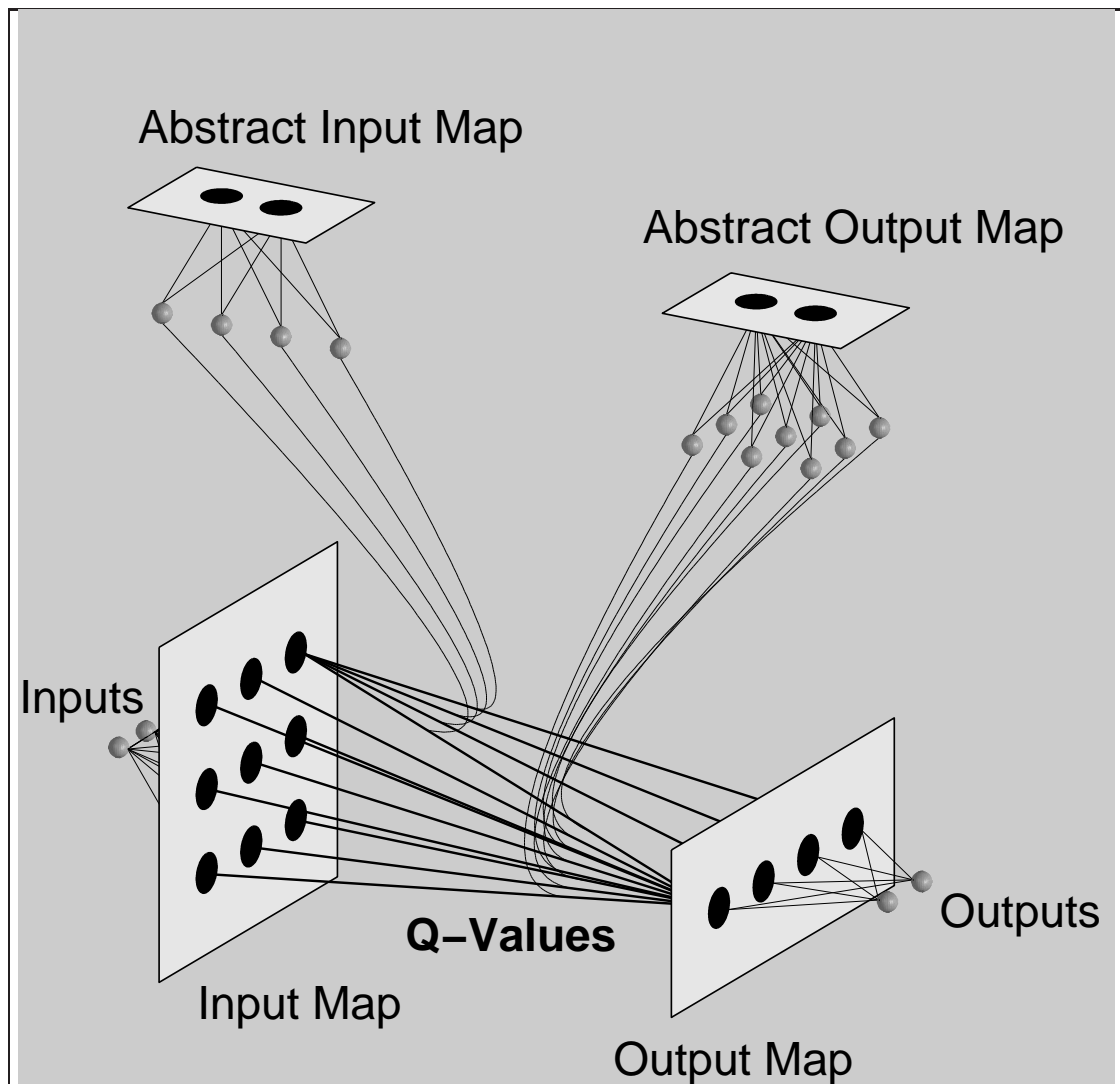 Abstract Input Map
Abstract Output Map
Inputs
Outputs
Q–Values
Input Map
Output Map